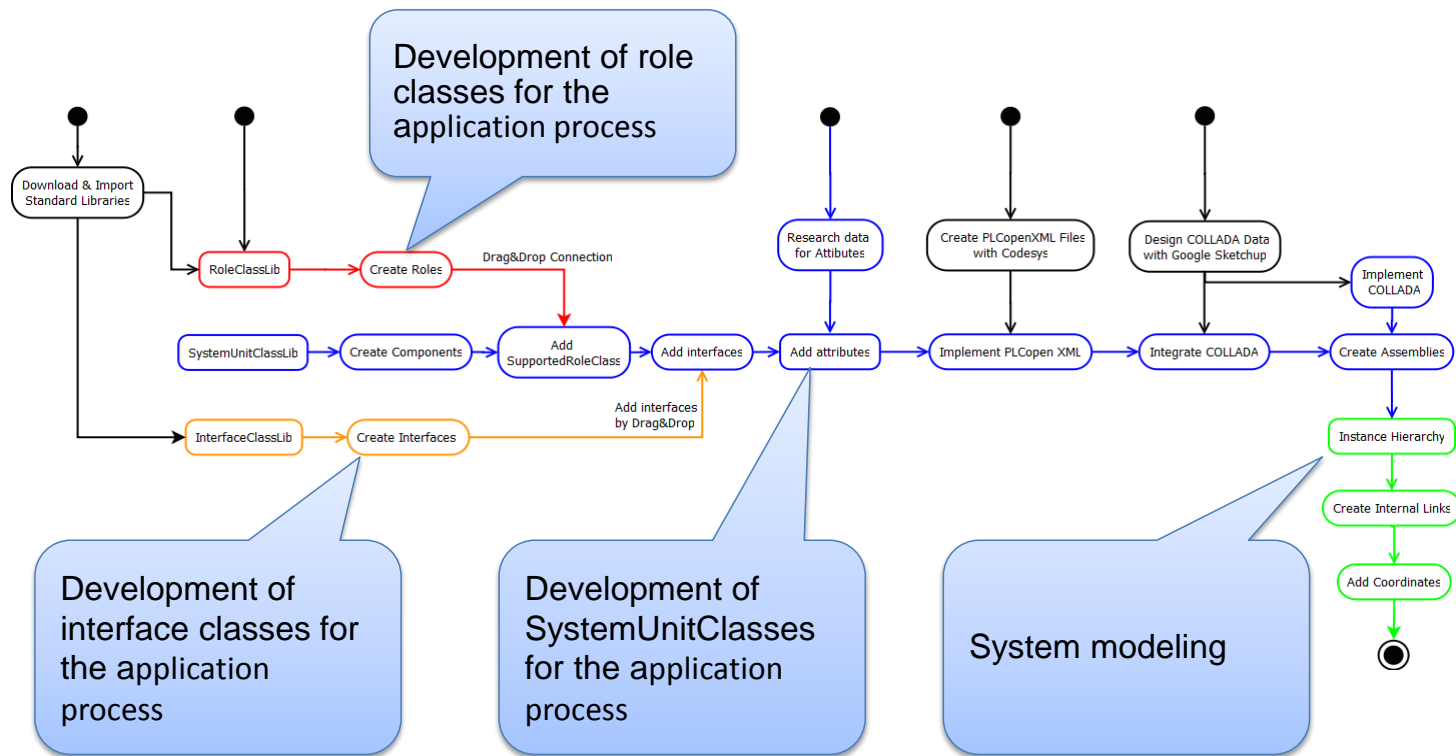 Development of role
classes for the
application process
Download & Import
Standard Libraries
RoleClassLib
Create Roles
Drag&Drop Connection
Research data
for Attibutes
Create PLCopenXML Files
with Codesys
Design COLLADA Data
with Google Sketchup
Implement
COLLADA
SystemUnitClassLib
Create Components
Add
SupportedRoleClass
Add interfaces
Add attributes
Implement PLCopen XML
Integrate COLLADA
Create Assemblies
Add interfaces
by Drag&Drop
InterfaceClassLib
Create Interfaces
Instance Hierarchy
Create Internal Links
Add Coordinates
Development of
interface classes for
the application
process
Development of
SystemUnitClasses
for the application
process
System modeling